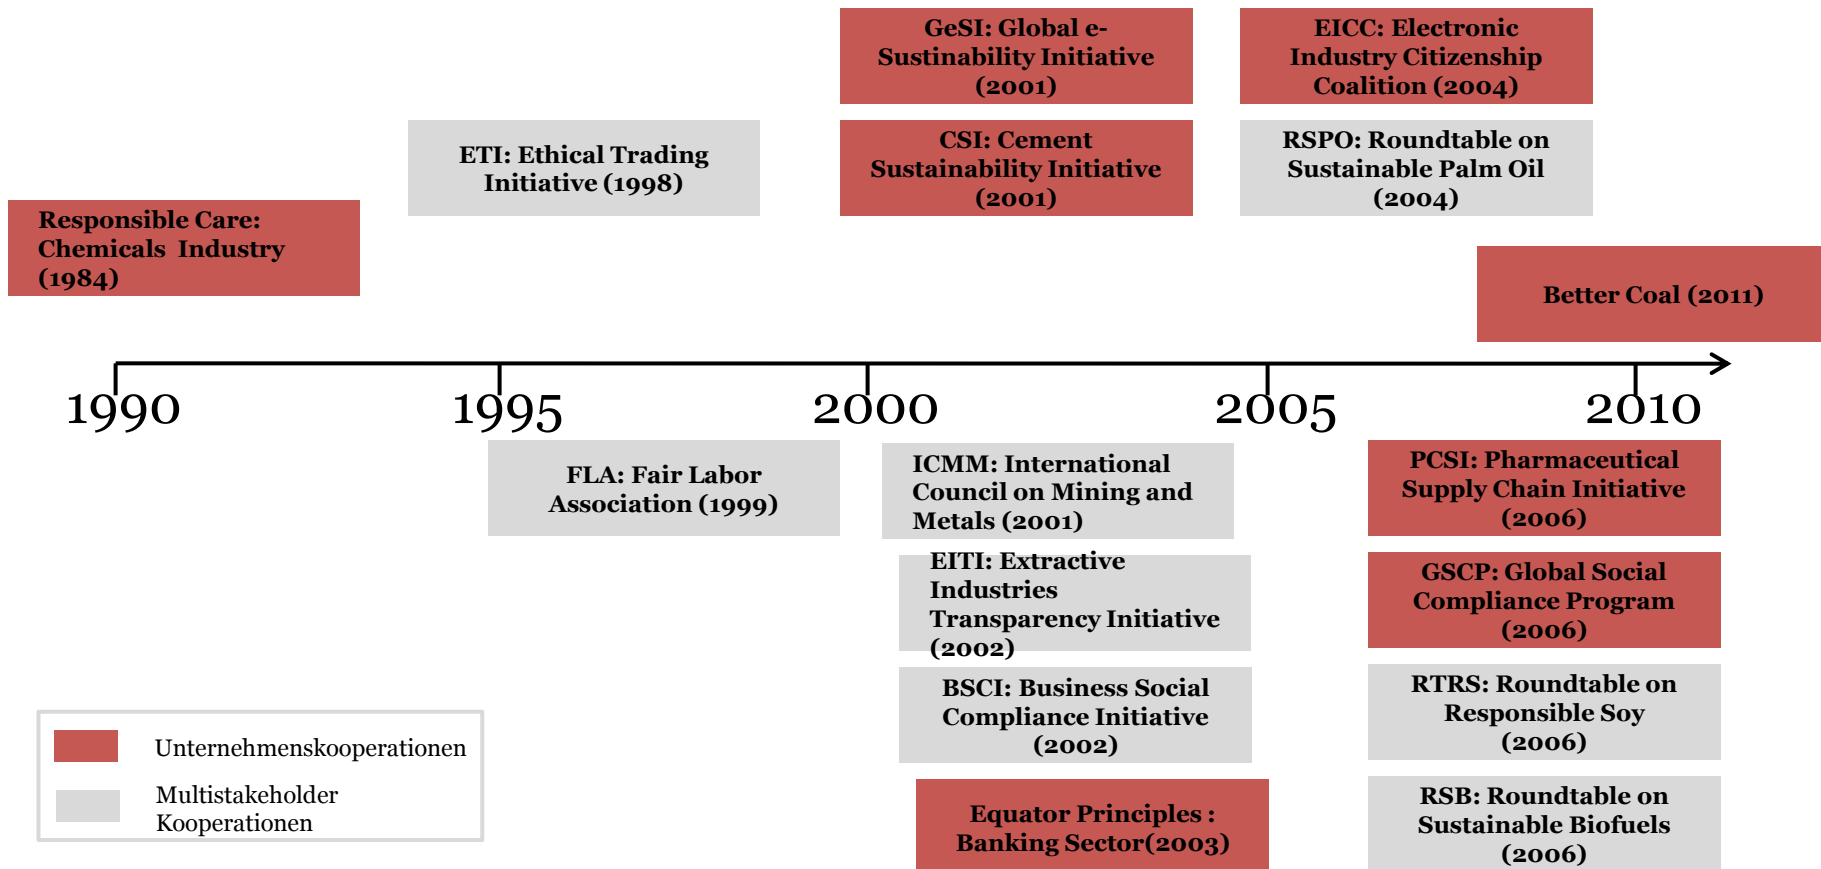 GeSI: Global e-
Sustinability Initiative
(2001)
EICC: Electronic
Industry Citizenship
Coalition (2004)
ETI: Ethical Trading
Initiative (1998)
CSI: Cement
Sustainability Initiative
(2001)
RSPO: Roundtable on
Sustainable Palm Oil
(2004)
Responsible Care:
Chemicals Industry
(1984)
Better Coal (2011)
1990 1995 2000 2005 2010
FLA: Fair Labor
Association (1999)
ICMM: International
Council on Mining and
Metals (2001)
PCSI: Pharmaceutical
Supply Chain Initiative
(2006)
EITI: Extractive
Industries
Transparency Initiative
(2002)
GSCP: Global Social
Compliance Program
(2006)
BSCI: Business Social
Compliance Initiative
(2002)
RTRS: Roundtable on
Responsible Soy
(2006)
Equator Principles :
Banking Sector(2003)
RSB: Roundtable on
Sustainable Biofuels
(2006)
Unternehmenskooperationen
Multistakeholder
Kooperationen